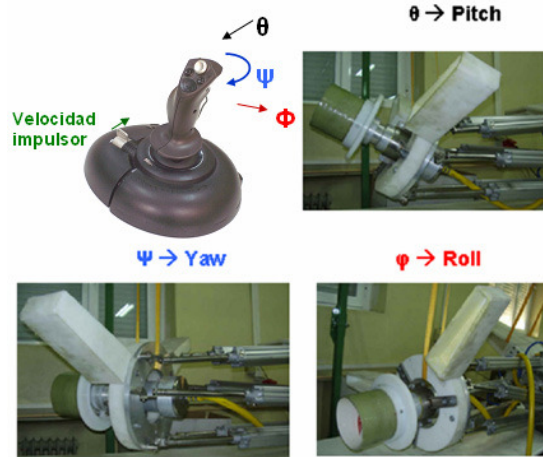 θ → Pitch
θ
Ψ
Φ
Velocidad
impulsor
Ψ → Yaw
φ → Roll